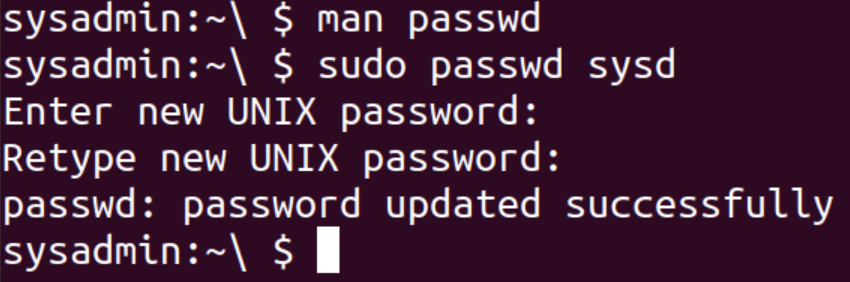 sysadmin:~\ $ man passwd
sysadmin:~\ $ sudo passwd sysd
Enter new UNIX password:
Retype new UNIX password:
passwd: password updated successfully
sysadmin:~\ $